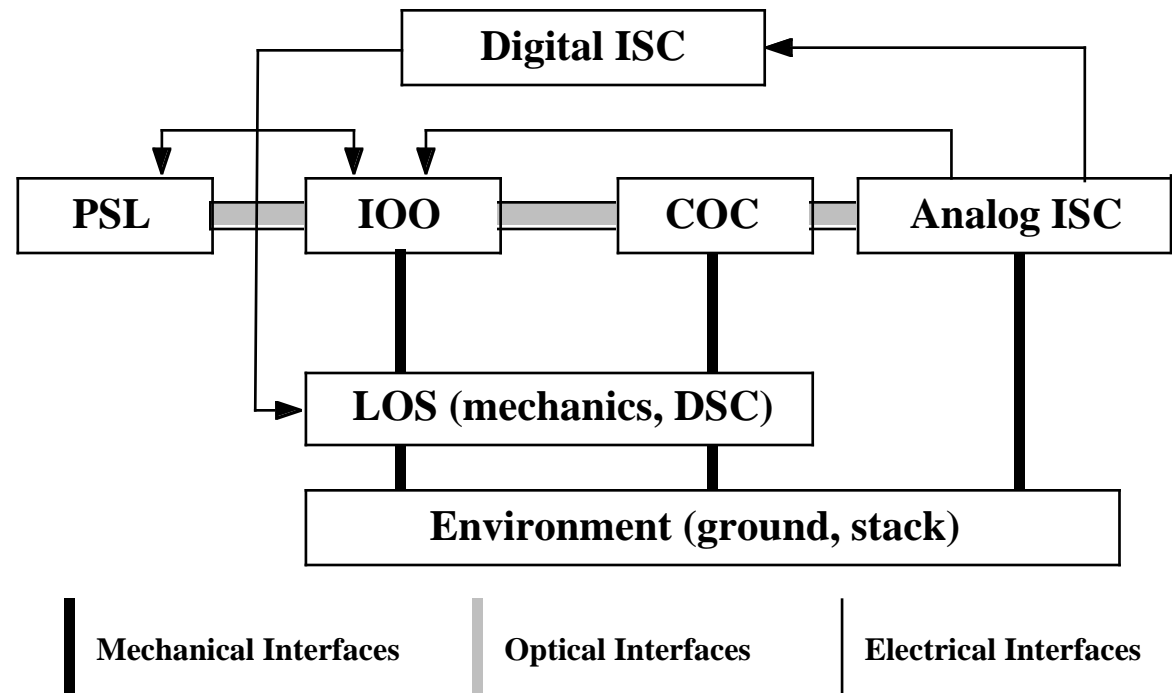 Digital ISC
PSL
IOO
COC
Analog ISC
LOS (mechanics, DSC)
Environment (ground, stack)
Mechanical Interfaces
Optical Interfaces
Electrical Interfaces